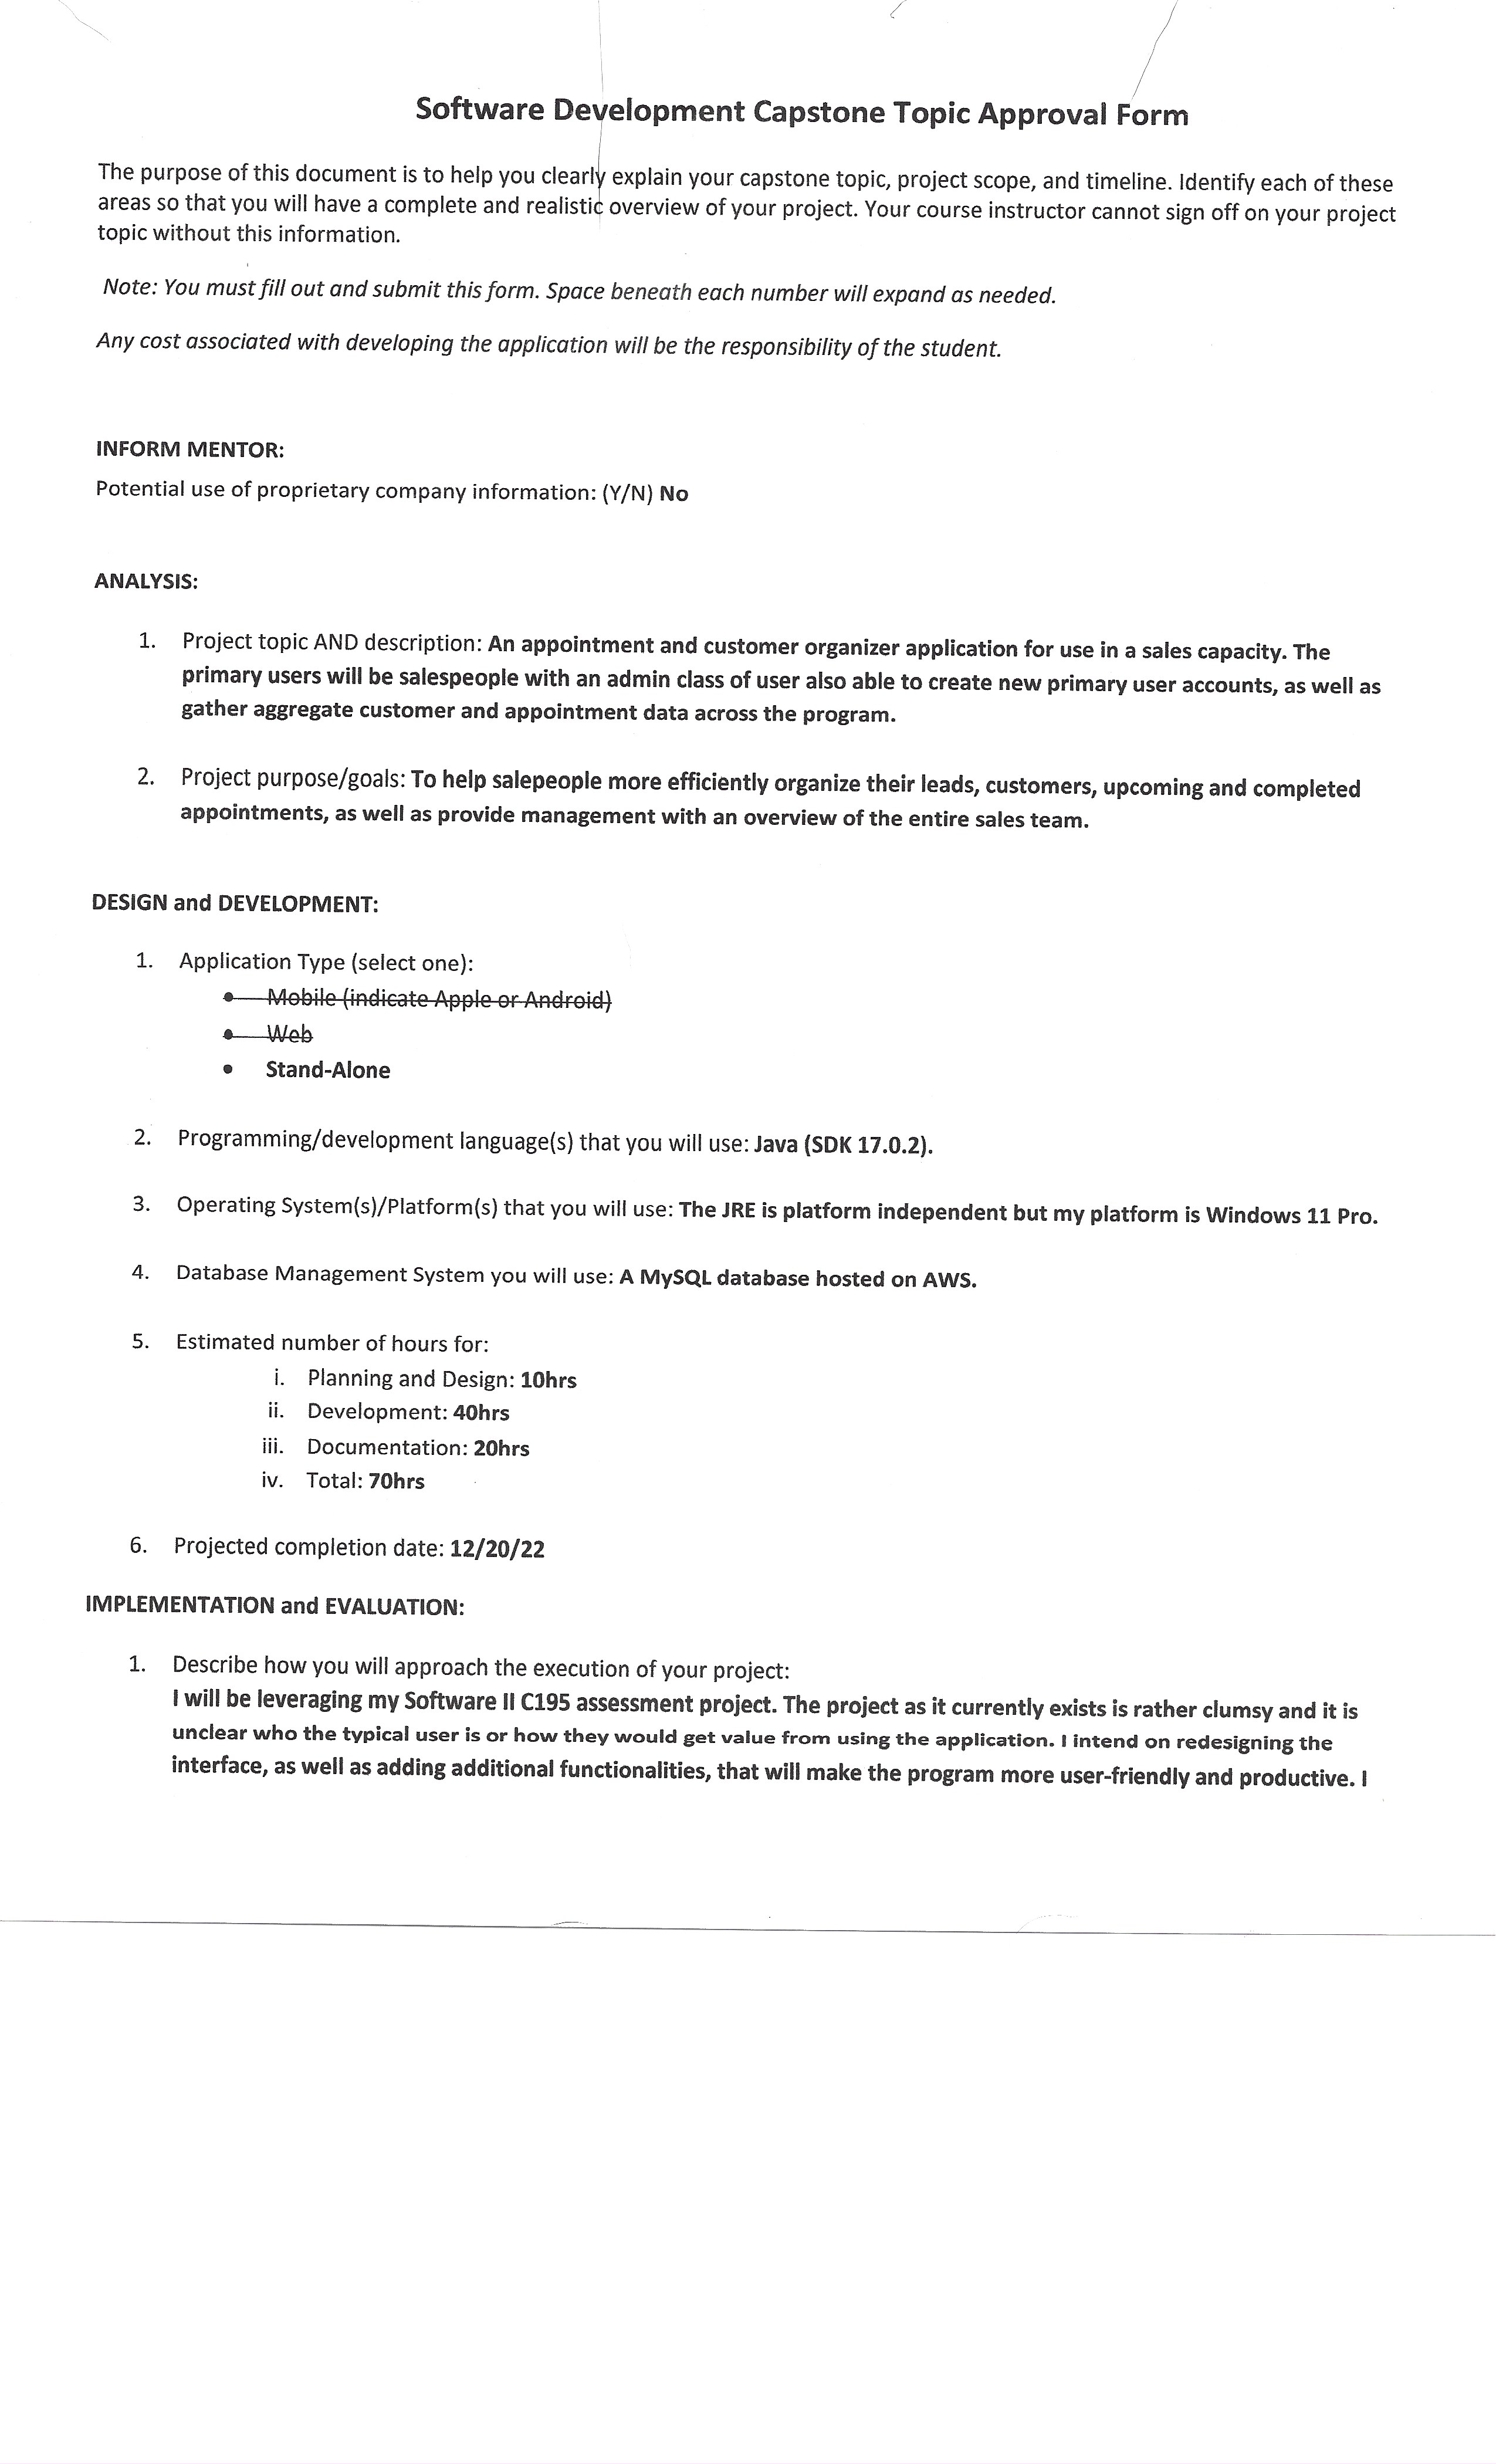 Software Development Capstone Topic Approval Form
The purpose of this document is to help you clearly explain your capstone topic, project scope, and timeline. Identify each of these
areas so that you will have a complete and realistic overview of your project. Your course instructor cannot sign off on your project
topic without this information.
Note: You must fill out and submit this form. Space beneath each number will expand as needed.
Any cost associated with developing the application will be the responsibility of the student.
INFORM MENTOR:
Potential use of proprietary company information: (Y/N) No
ANALYSIS:
1. Project topic AND description: An appointment and customer organizer application for use in a sales capacity. The
primary users will be salespeople with an admin class of user also able to create new primary user accounts, as well as
gather aggregate customer and appointment data across the program.
2. Project purpose/goals: To help salepeople more efficiently organize their leads, customers, upcoming and completed
appointments, as well as provide management with an overview of the entire sales team.
DESIGN and DEVELOPMENT:
1. Application Type (select one):
• Mobile (indicate Apple or Android)
• Web
• Stand-Alone
2. Programming/development language(s) that you will use: Java (SDK 17.0.2).
3. Operating System(s)/Platform(s) that you will use: The JRE is platform independent but my platform is Windows 11 Pro.
4. Database Management System you will use: A MySQL database hosted on AWS.
5. Estimated number of hours for:
i. Planning and Design: 10hrs
ii. Development: 40hrs
iii. Documentation: 20hrs
iv. Total: 70hrs
6. Projected completion date: 12/20/22
IMPLEMENTATION and EVALUATION:
1. Describe how you will approach the execution of your project:
I will be leveraging my Software II C195 assessment project. The project as it currently exists is rather clumsy and it is
unclear who the typical user is or how they would get value from using the application. I intend on redesigning the
interface, as well as adding additional functionalities, that will make the program more user-friendly and productive. I